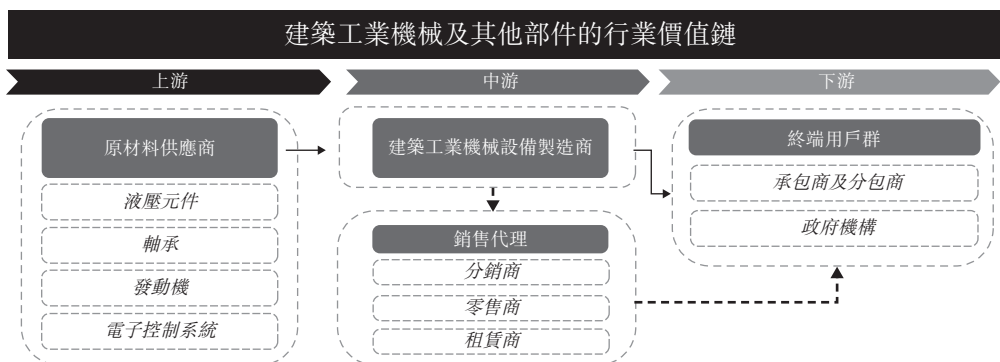 建築工業機械及其他部件的行業價值鏈
上游
中游
下游
原材料供應商
液壓元件
軸承
發動機
電子控制系統
建築工業機械設備製造商
銷售代理
分銷商
零售商
租賃商
終端用戶群
承包商及分包商
政府機構